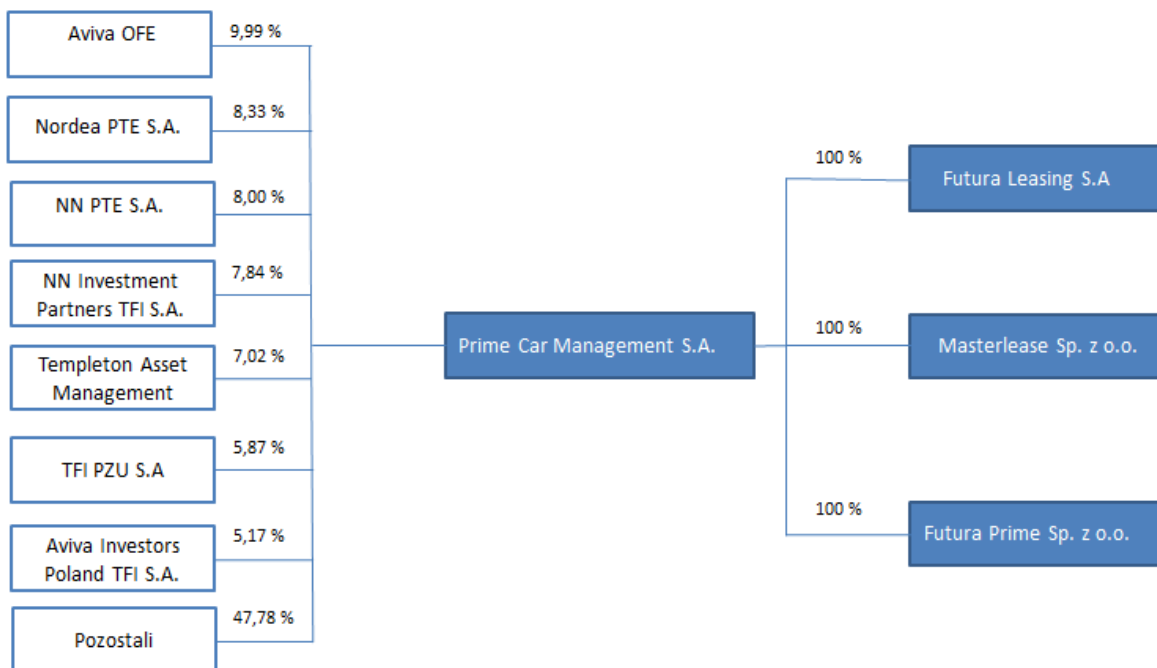 Aviva OFE
9,99 %
Nordea PTE S.A.
8,33 %
NN PTE S.A.
8,00 %
NN Investment
Partners TFI S.A.
7,84 %
Templeton Asset
Management
7,02 %
TFI PZU S.A
5,87 %
Aviva Investors
Poland TFI S.A.
5,17 %
Pozostali
47,78 %
Prime Car Management S.A.
100 %
Futura Leasing S.A
100 %
Masterlease Sp. z o.o.
100 %
Futura Prime Sp. z o.o.